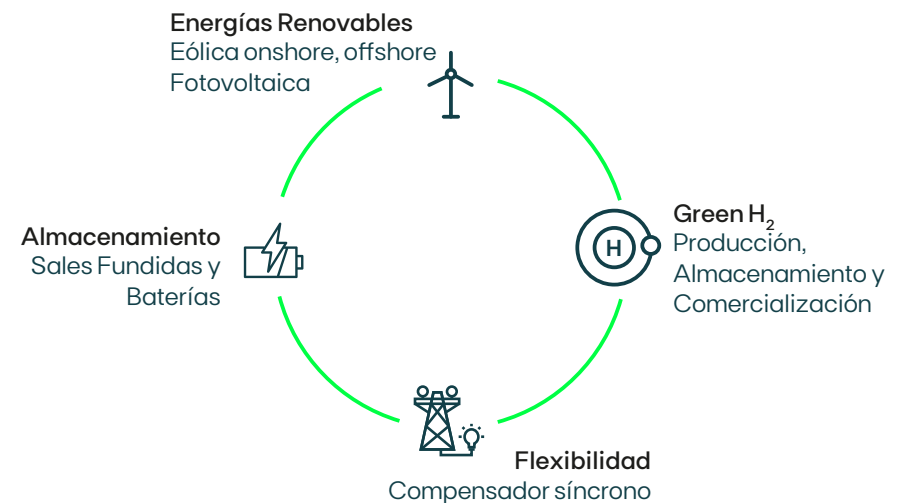 Energías Renovables
Eólica onshore, offshore
Fotovoltaica
Almacenamiento
Sales Fundidas y
Baterías
H
Green H₂
Producción,
Almacenamiento y
Comercialización
Flexibilidad
Compensador síncrono